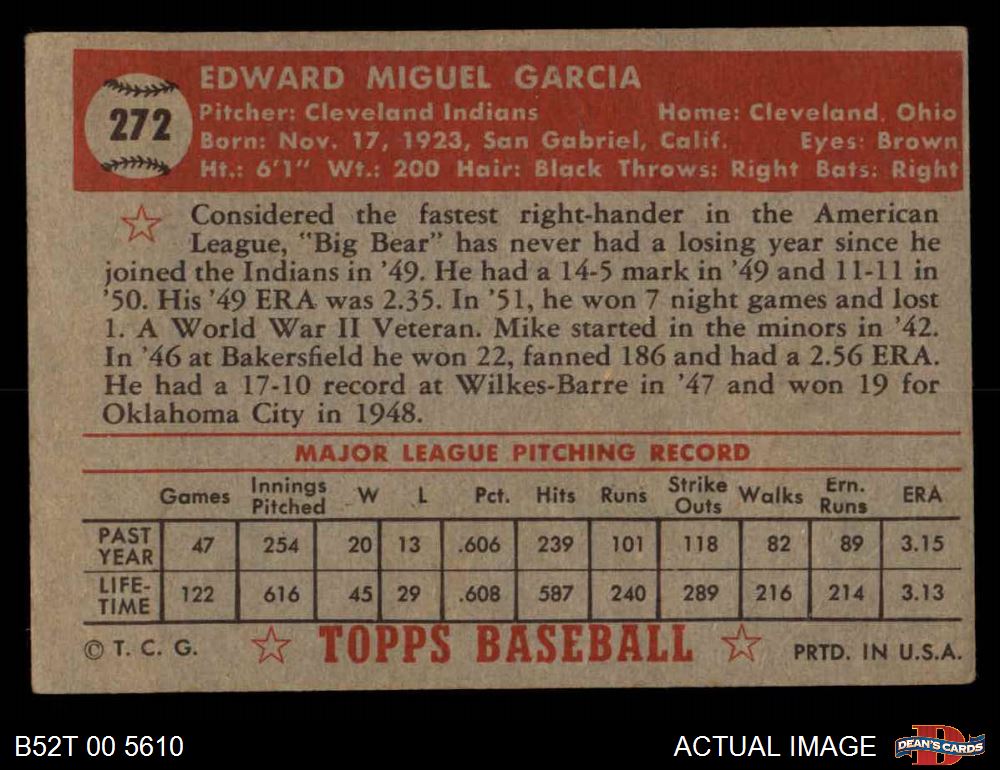 272
EDWARD MIGUEL GARCIA
Pitcher: Cleveland Indians Home: Cleveland, Ohio
Born: Nov. 17, 1923, San Gabriel, Calif. Eyes: Brown
Ht.: 6'1" Wt.: 200 Hair: Black Throws: Right Bats: Right
Considered the fastest right-hander in the American
League, "Big Bear" has never had a losing year since he
joined the Indians in '49. He had a 14-5 mark in '49 and 11-11 in
'50. His '49 ERA was 2.35. In '51, he won 7 night games and lost
1. A World War II Veteran. Mike started in the minors in '42.
In '46 at Bakersfield he won 22, fanned 186 and had a 2.56 ERA.
He had a 17-10 record at Wilkes-Barre in '47 and won 19 for
Oklahoma City in 1948.
MAJOR LEAGUE PITCHING RECORD
Games Innings Pitched W L Pct. Hits Runs Strike Outs Walks Ern. Runs ERA
PAST YEAR 47 254 20 13 .606 239 101 118 82 89 3.15
LIFE-TIME 122 616 45 29 .608 587 240 289 216 214 3.13
© T. C. G. TOPPS BASEBALL PRTD. IN U.S.A.
B52T 00 5610 ACTUAL IMAGE D DEAN'S CARDS